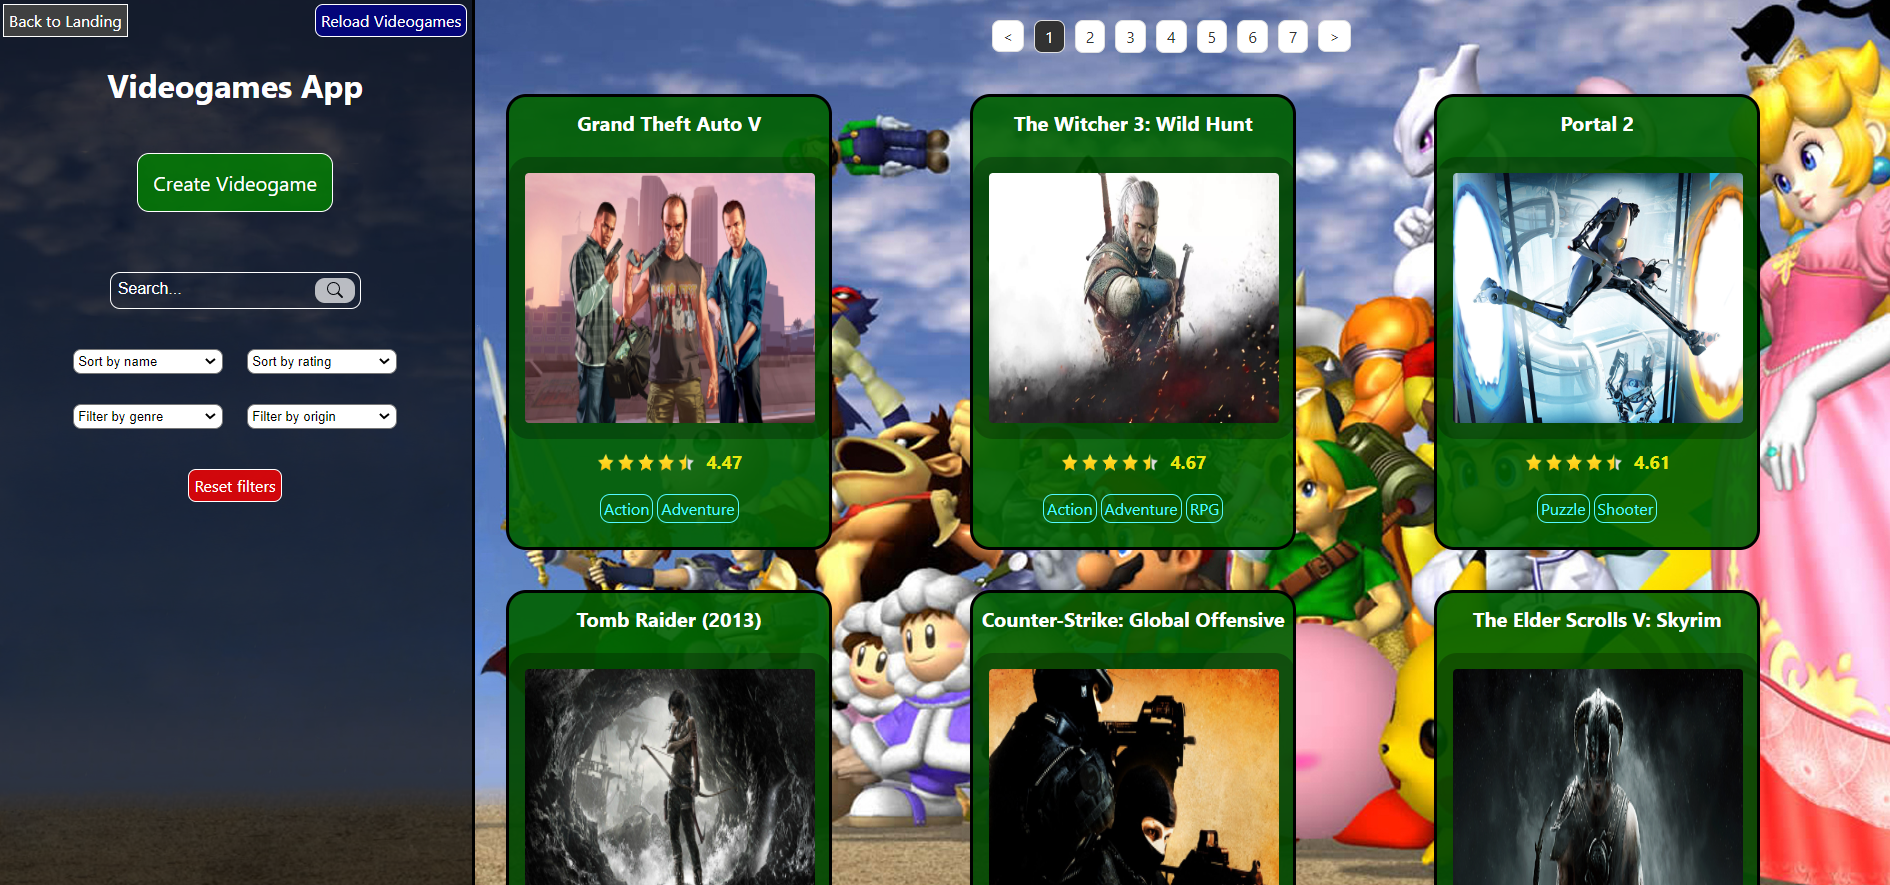 Back to Landing
Reload Videogames
Videogames App
Create Videogame
Search...
Sort by name
Sort by rating
Filter by genre
Filter by origin
Reset filters
< 1 2 3 4 5 6 7 >
Grand Theft Auto V
4.47
Action Adventure
The Witcher 3: Wild Hunt
4.67
Action Adventure RPG
Portal 2
4.61
Puzzle Shooter
Tomb Raider (2013)
Counter-Strike: Global Offensive
The Elder Scrolls V: Skyrim